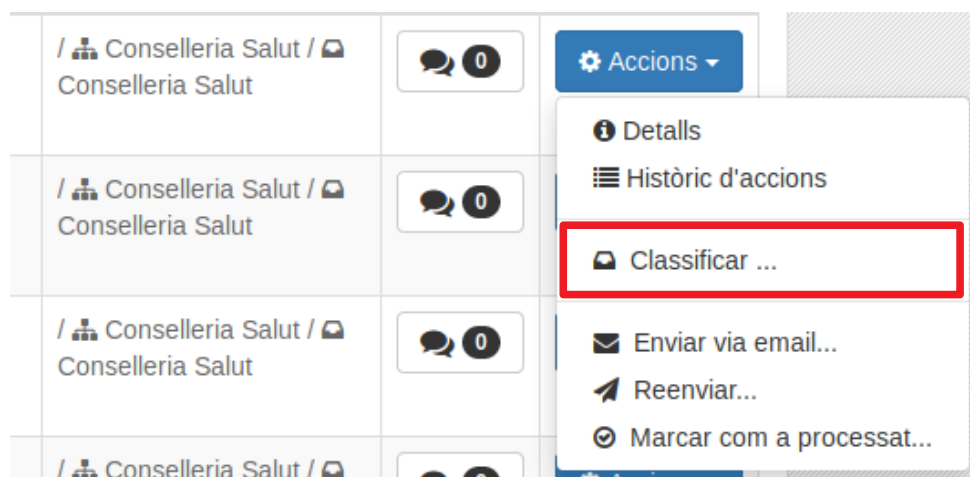 / Conselleria Salut /
Conselleria Salut
0
Accions
Detalls
Històric d'accions
/ Conselleria Salut /
Conselleria Salut
0
Classificar ...
/ Conselleria Salut /
Conselleria Salut
0
Enviar via email...
Reenviar...
Marcar com a processat...
/ Conselleria Salut /